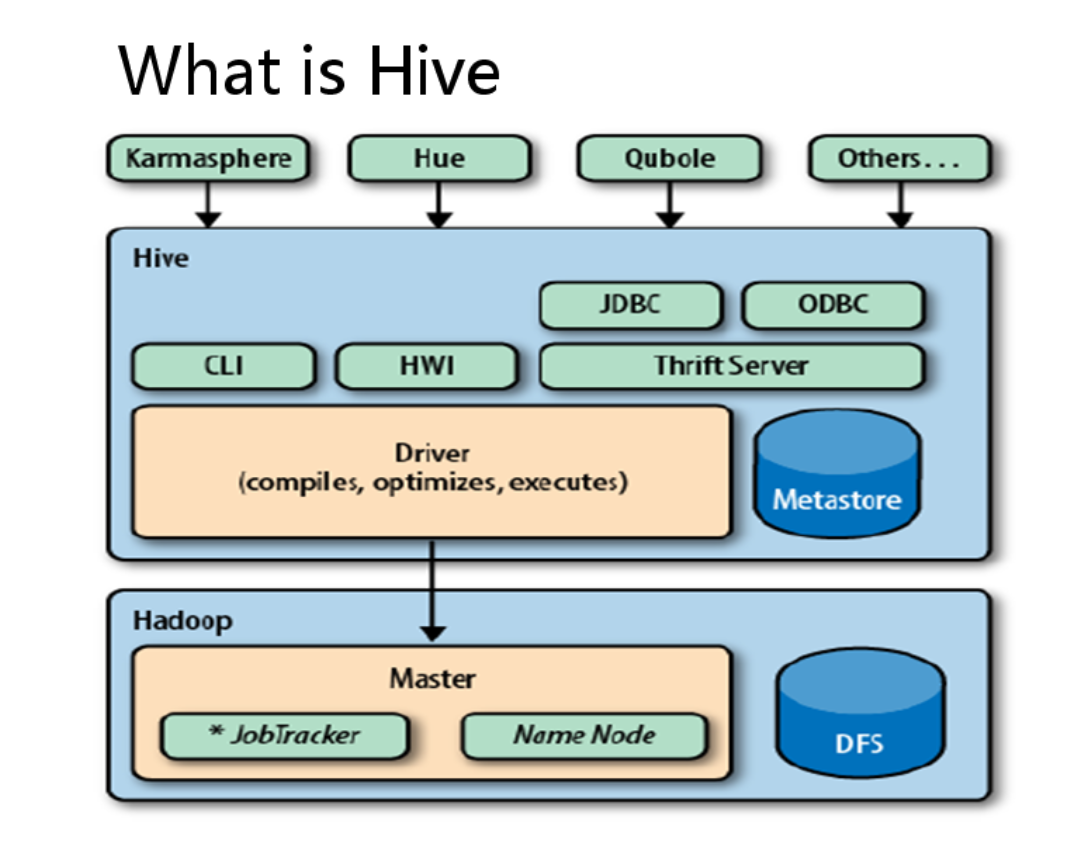 What is Hive
Karmasphere
Hue
Qubole
Others...
Hive
JDBC
ODBC
CLI
HWI
Thrift Server
Driver
(compiles, optimizes, executes)
Metastore
Hadoop
Master
* JobTracker
Name Node
DFS